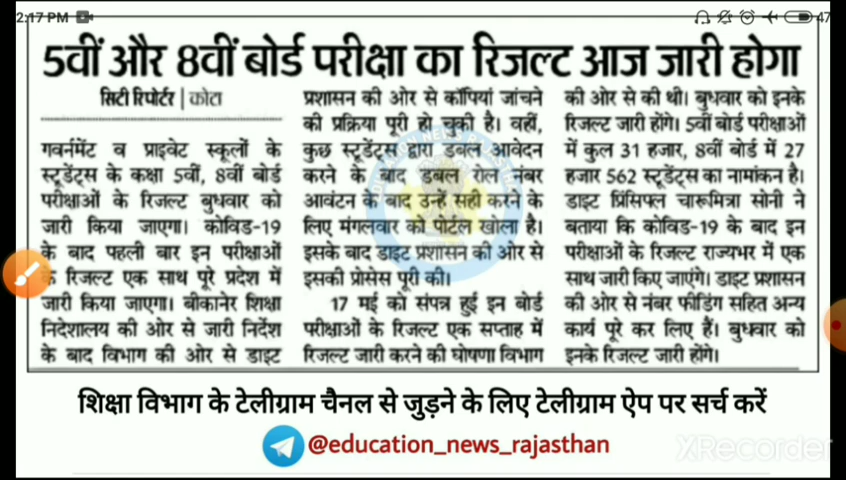 2:17 PM
47
5वीं और 8वीं बोर्ड परीक्षा का रिजल्ट आज जारी होगा
सिटी रिपोर्टर | कोटा
गवर्नमेंट व प्राइवेट स्कूलों के
स्टूडेंट्स के कक्षा 5वीं, 8वीं बोर्ड
परीक्षाओं के रिजल्ट बुधवार को
जारी किया जाएगा। कोविड-19
के बाद पहली बार इन परीक्षाओं
के रिजल्ट एक साथ पूरे प्रदेश में
जारी किया जाएगा। बीकानेर शिक्षा
निदेशालय की ओर से जारी निर्देश
के बाद विभाग की ओर से डाइट
प्रशासन की ओर से कॉपियां जांचने
की प्रक्रिया पूरी हो चुकी है। वहीं,
कुछ स्टूडेंट्स द्वारा डबल आवेदन
करने के बाद डबल रोल नंबर
आवंटन के बाद उन्हें सही करने के
लिए मंगलवार को पोर्टल खोला है।
इसके बाद डाइट प्रशासन की ओर से
इसकी प्रोसेस पूरी की।
17 मई को संपन्न हुई इन बोर्ड
परीक्षाओं के रिजल्ट एक सप्ताह में
रिजल्ट जारी करने की घोषणा विभाग
की ओर से की थी। बुधवार को इनके
रिजल्ट जारी होंगे। 5वीं बोर्ड परीक्षाओं
में कुल 31 हजार, 8वीं बोर्ड में 27
हजार 562 स्टूडेंट्स का नामांकन है।
डाइट प्रिंसिपल चारूमित्रा सोनी ने
बताया कि कोविड-19 के बाद इन
परीक्षाओं के रिजल्ट राज्यभर में एक
साथ जारी किए जाएंगे। डाइट प्रशासन
की ओर से नंबर फीडिंग सहित अन्य
कार्य पूरे कर लिए हैं। बुधवार को
इनके रिजल्ट जारी होंगे।
शिक्षा विभाग के टेलीग्राम चैनल से जुड़ने के लिए टेलीग्राम ऐप पर सर्च करें
@education_news_rajasthan
XRecorder